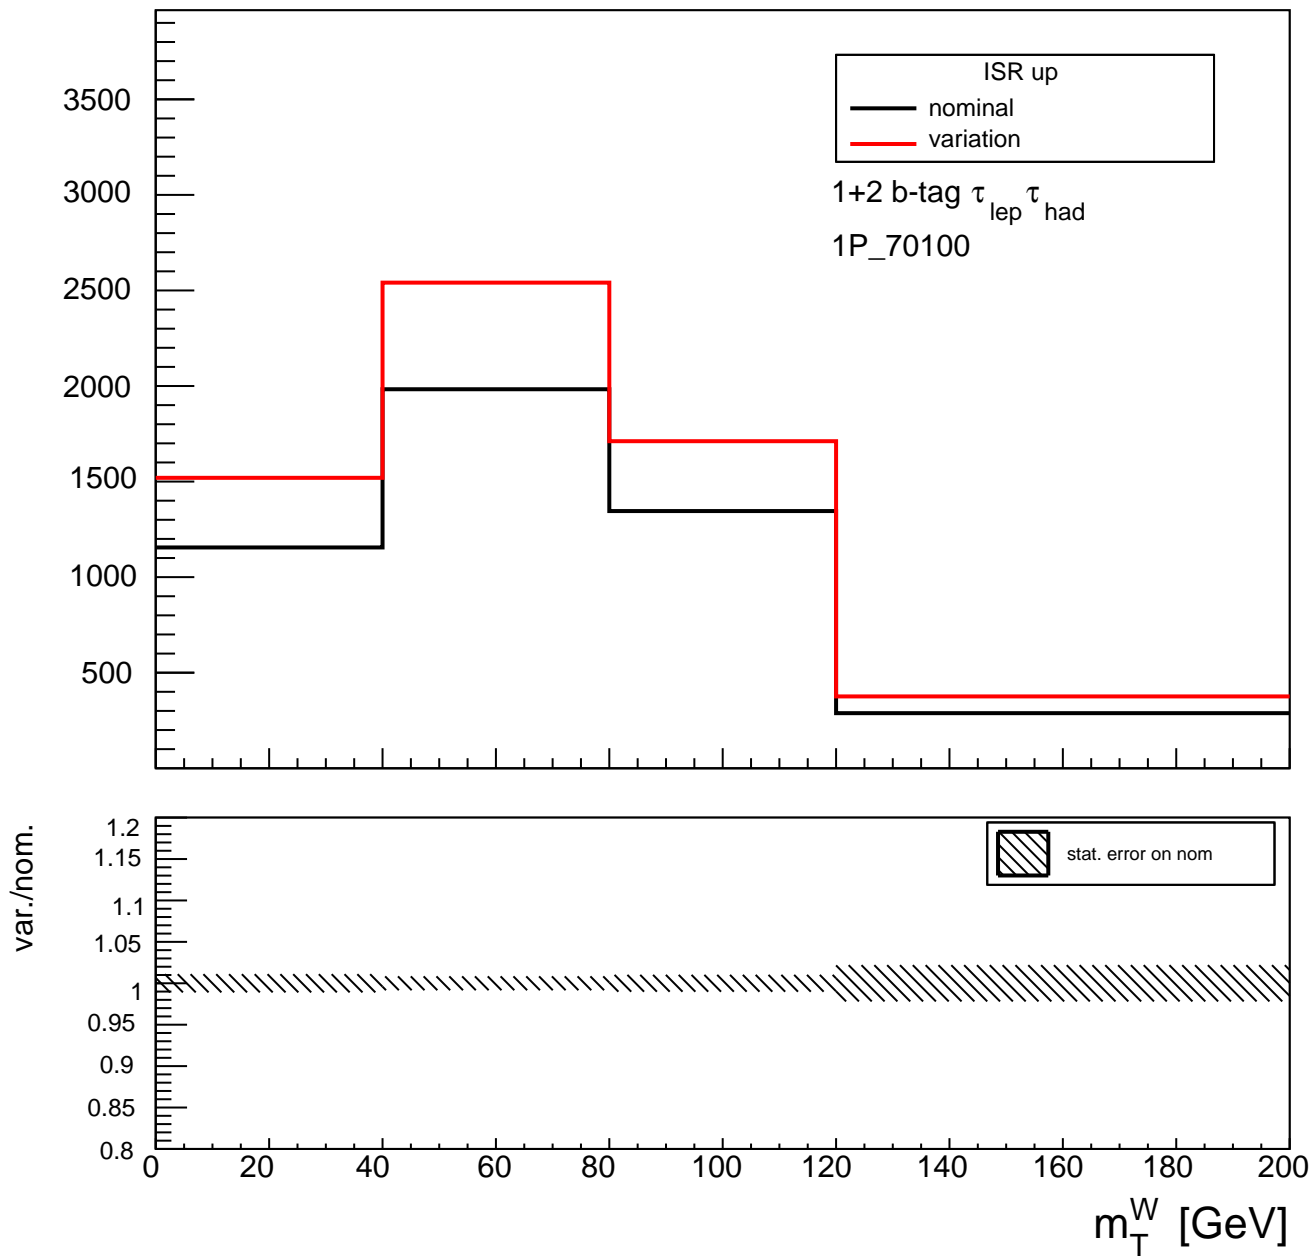 3500
3000
2500
2000
1500
1000
500
ISR up
nominal
variation
1+2 b-tag τ_lep τ_had
1P_70100
var./nom.
1.2
1.15
1.1
1.05
1
0.95
0.9
0.85
0.8
stat. error on nom
0 20 40 60 80 100 120 140 160 180 200
m_T^W [GeV]